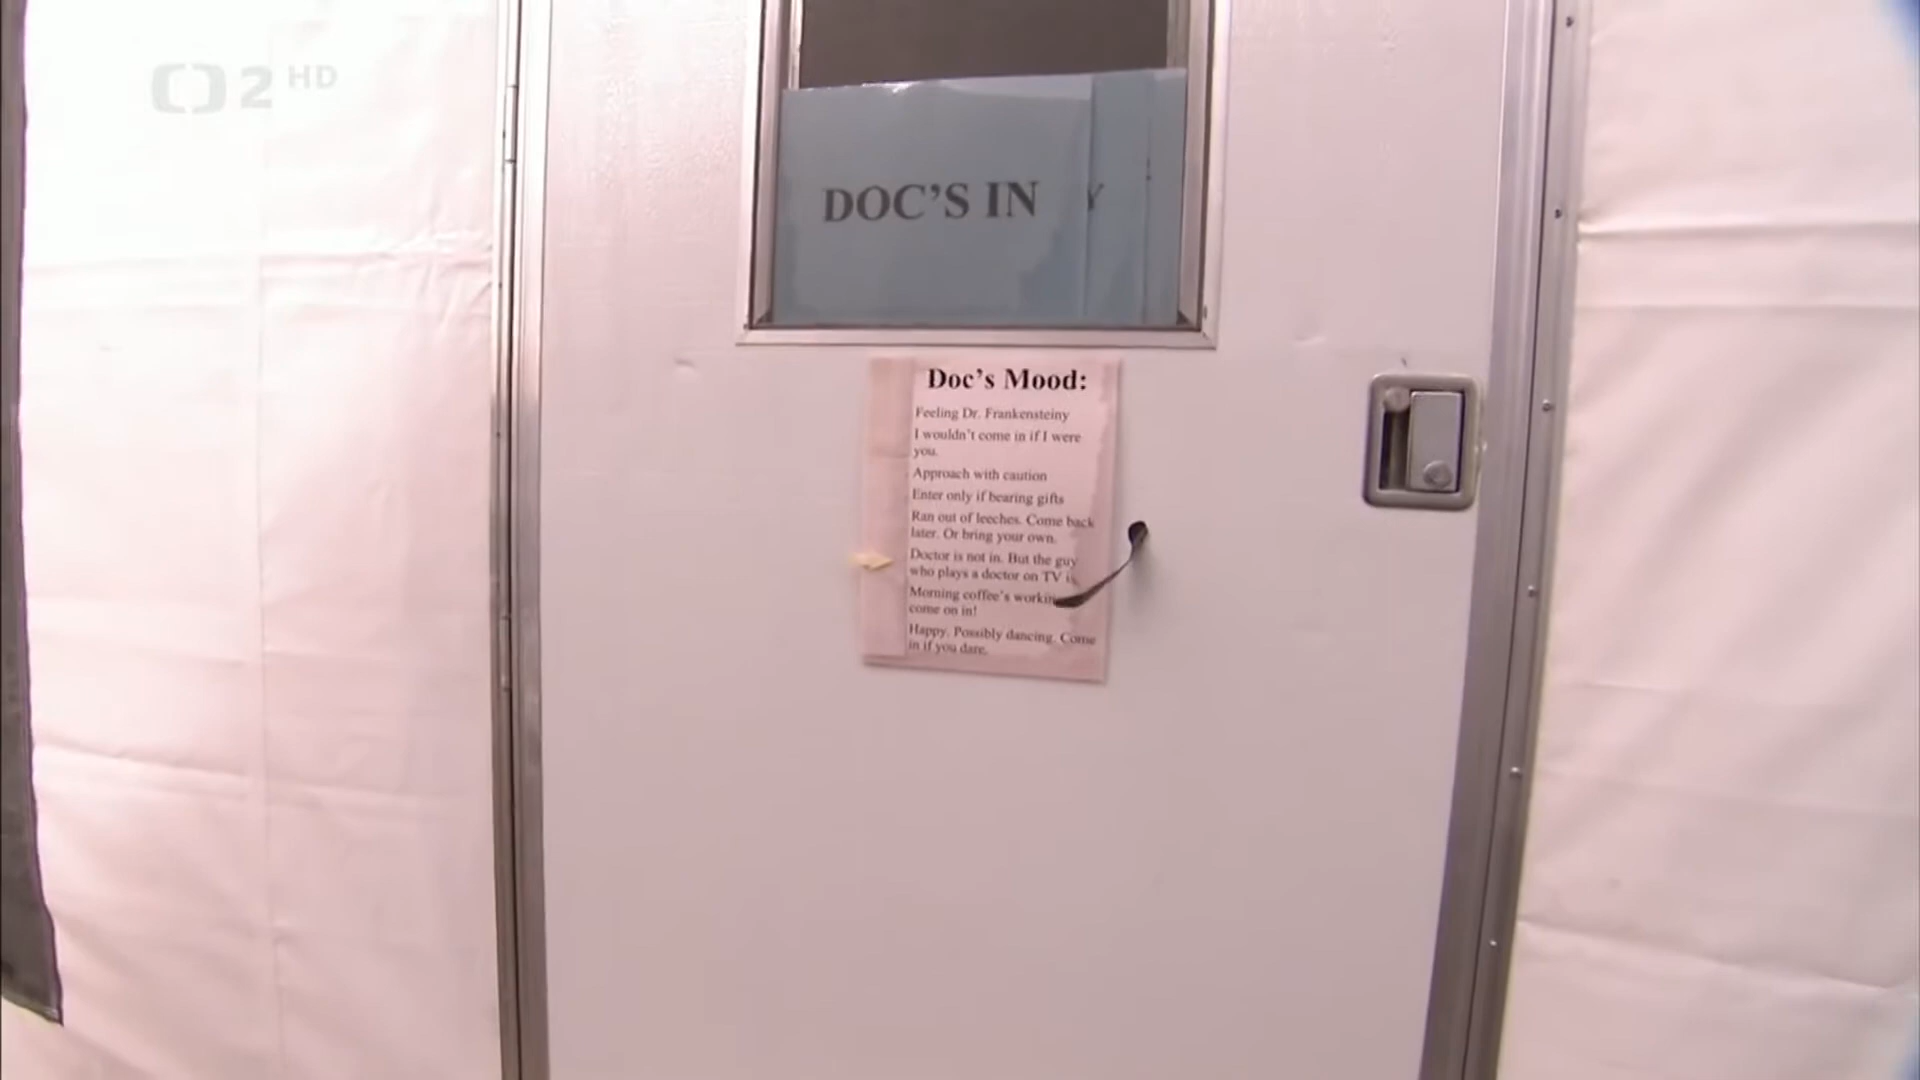 2 HD
DOC'S IN
Y
Doc's Mood:
Feeling Dr. Frankensteiny
I wouldn't come in if I were
you.
Approach with caution
Enter only if bearing gifts
Ran out of leeches. Come back
later. Or bring your own.
Doctor is not in. But the guy
who plays a doctor on TV is
Morning coffee's workin
come on in!
Happy. Possibly dancing. Come
in if you dare.